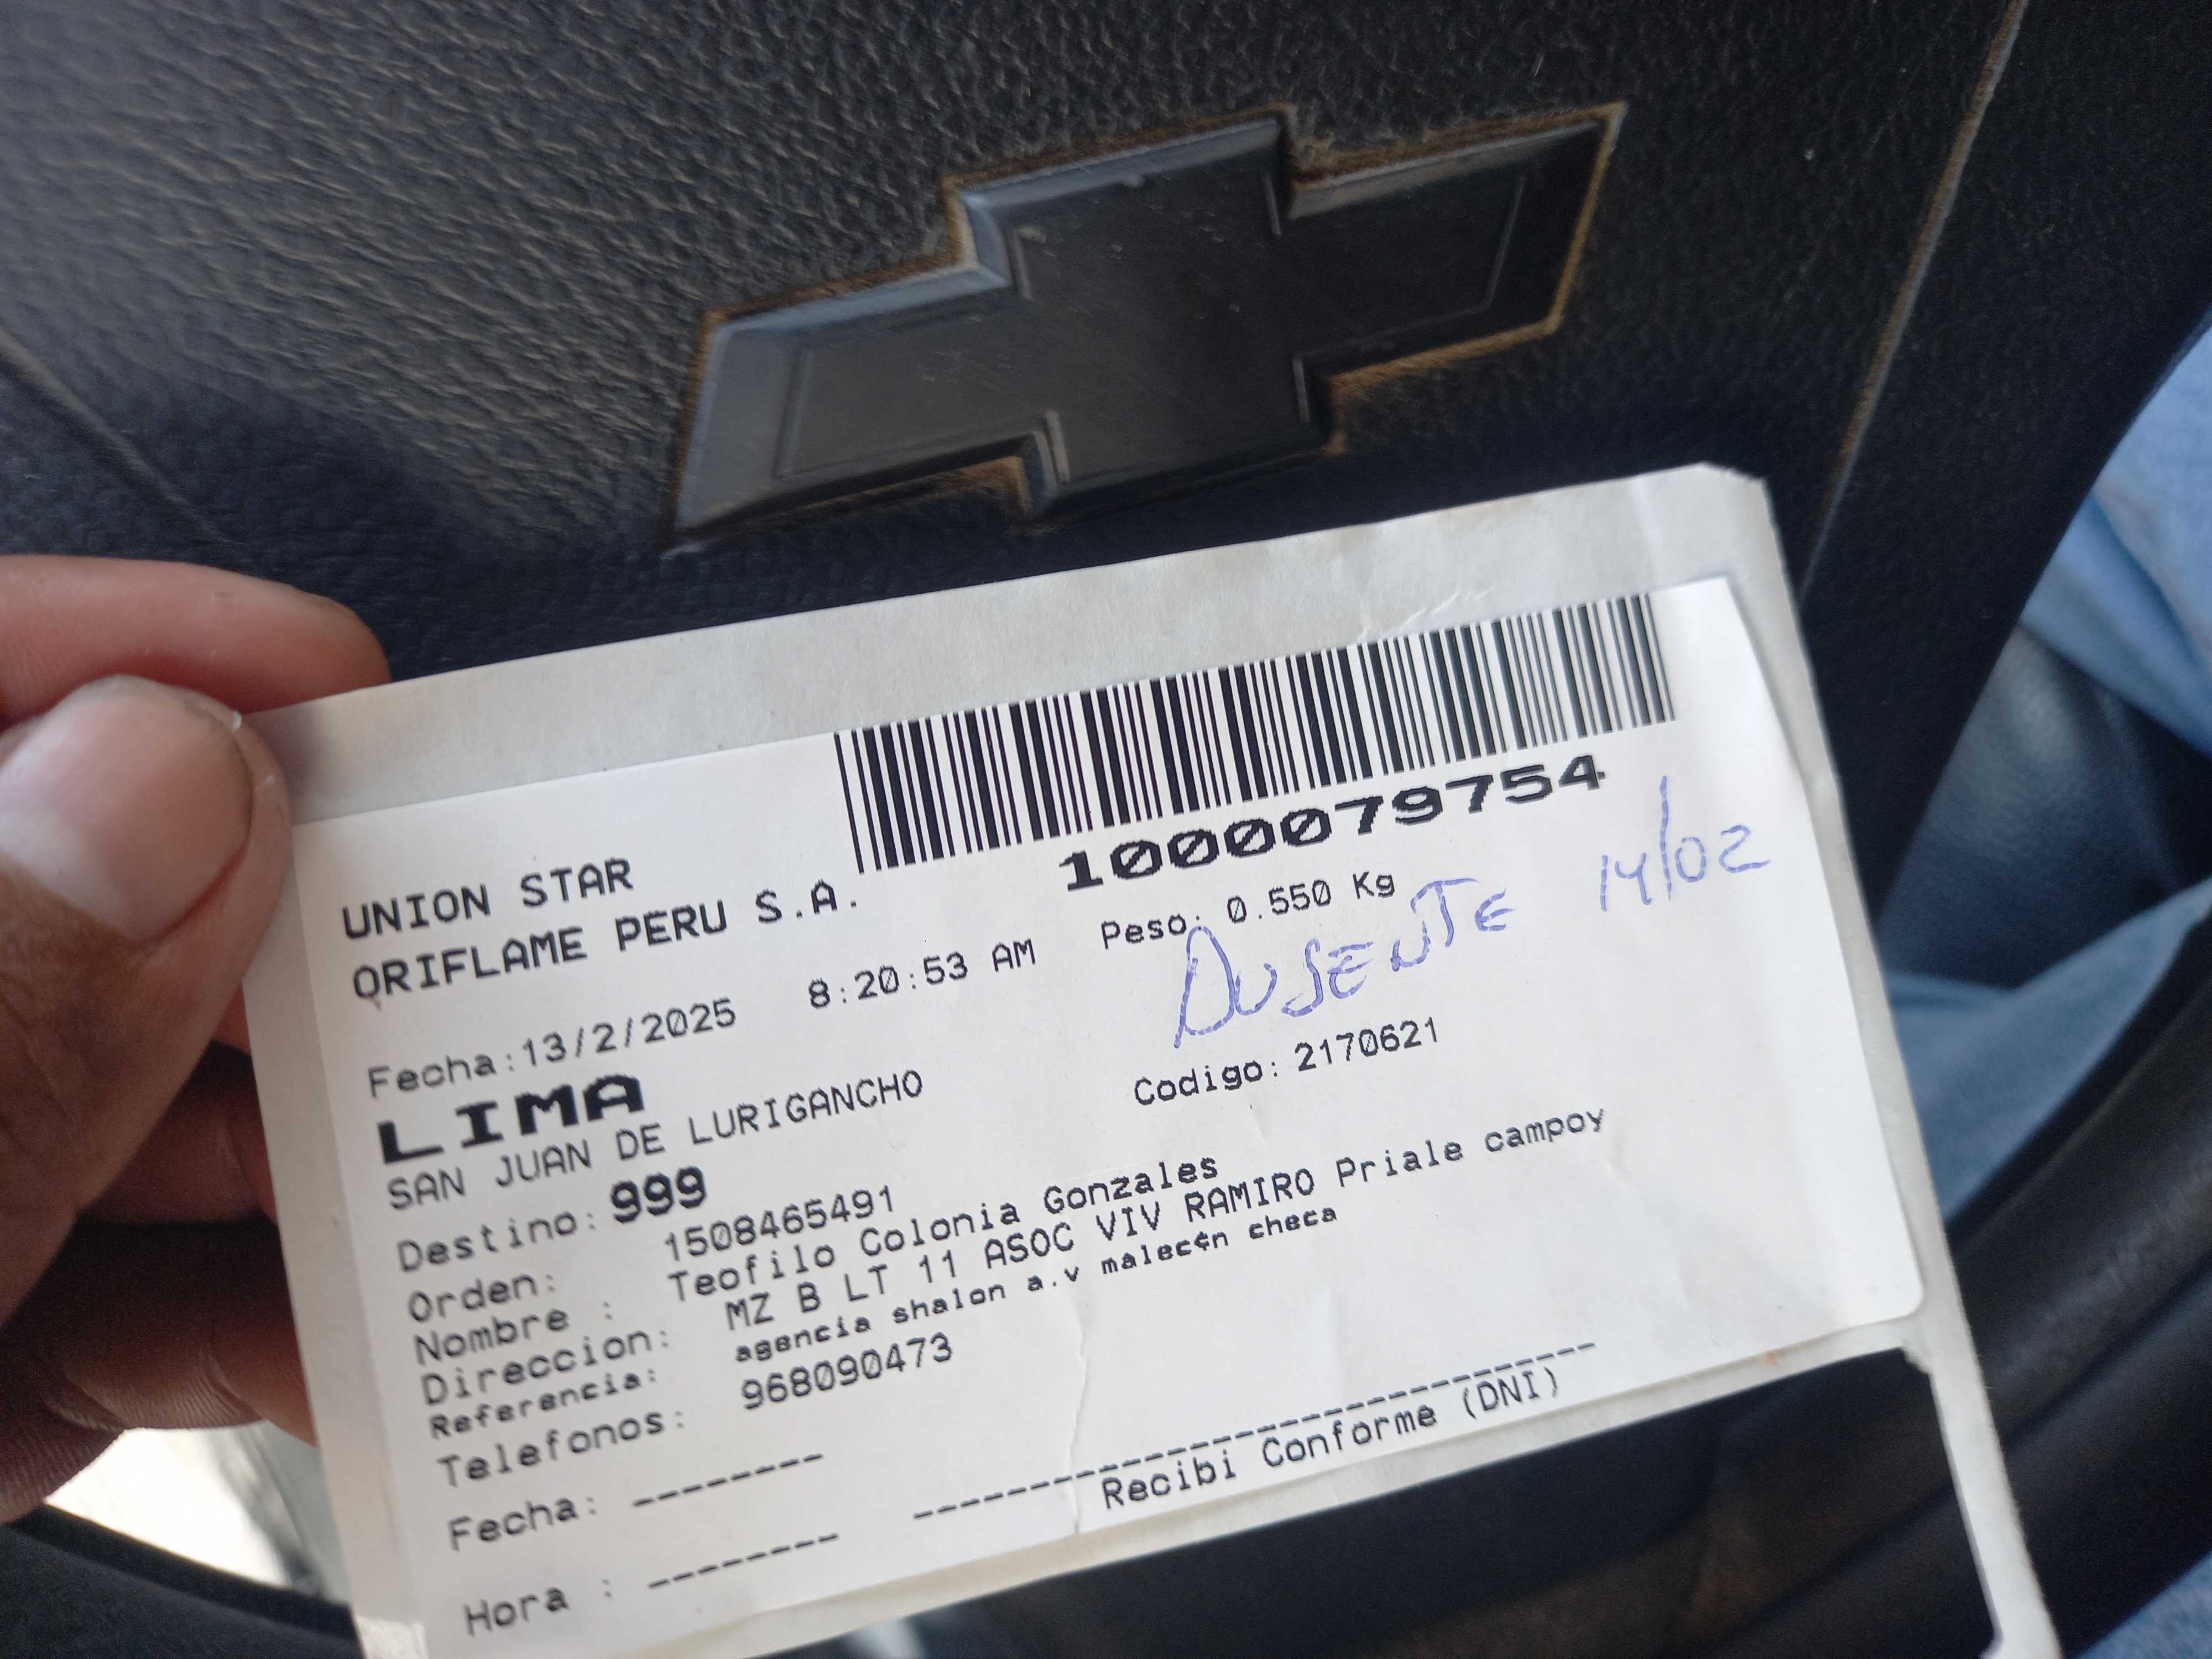 1000079754
UNION STAR
ORIFLAME PERU S.A.
Peso: 0.550 Kg
AUSENTE 14/02
Fecha:13/2/2025 8:20:53 AM
LIMA
Codigo: 2170621
SAN JUAN DE LURIGANCHO
Destino: 999
Orden: 1508465491
Nombre : Teofilo Colonia Gonzales
Direccion: MZ B LT 11 ASOC VIV RAMIRO Priale campoy
Referencia: agencia shalon a.v malec¢n checa
Telefonos: 968090473
Fecha: --------
Hora : --------
Recibi Conforme (DNI)